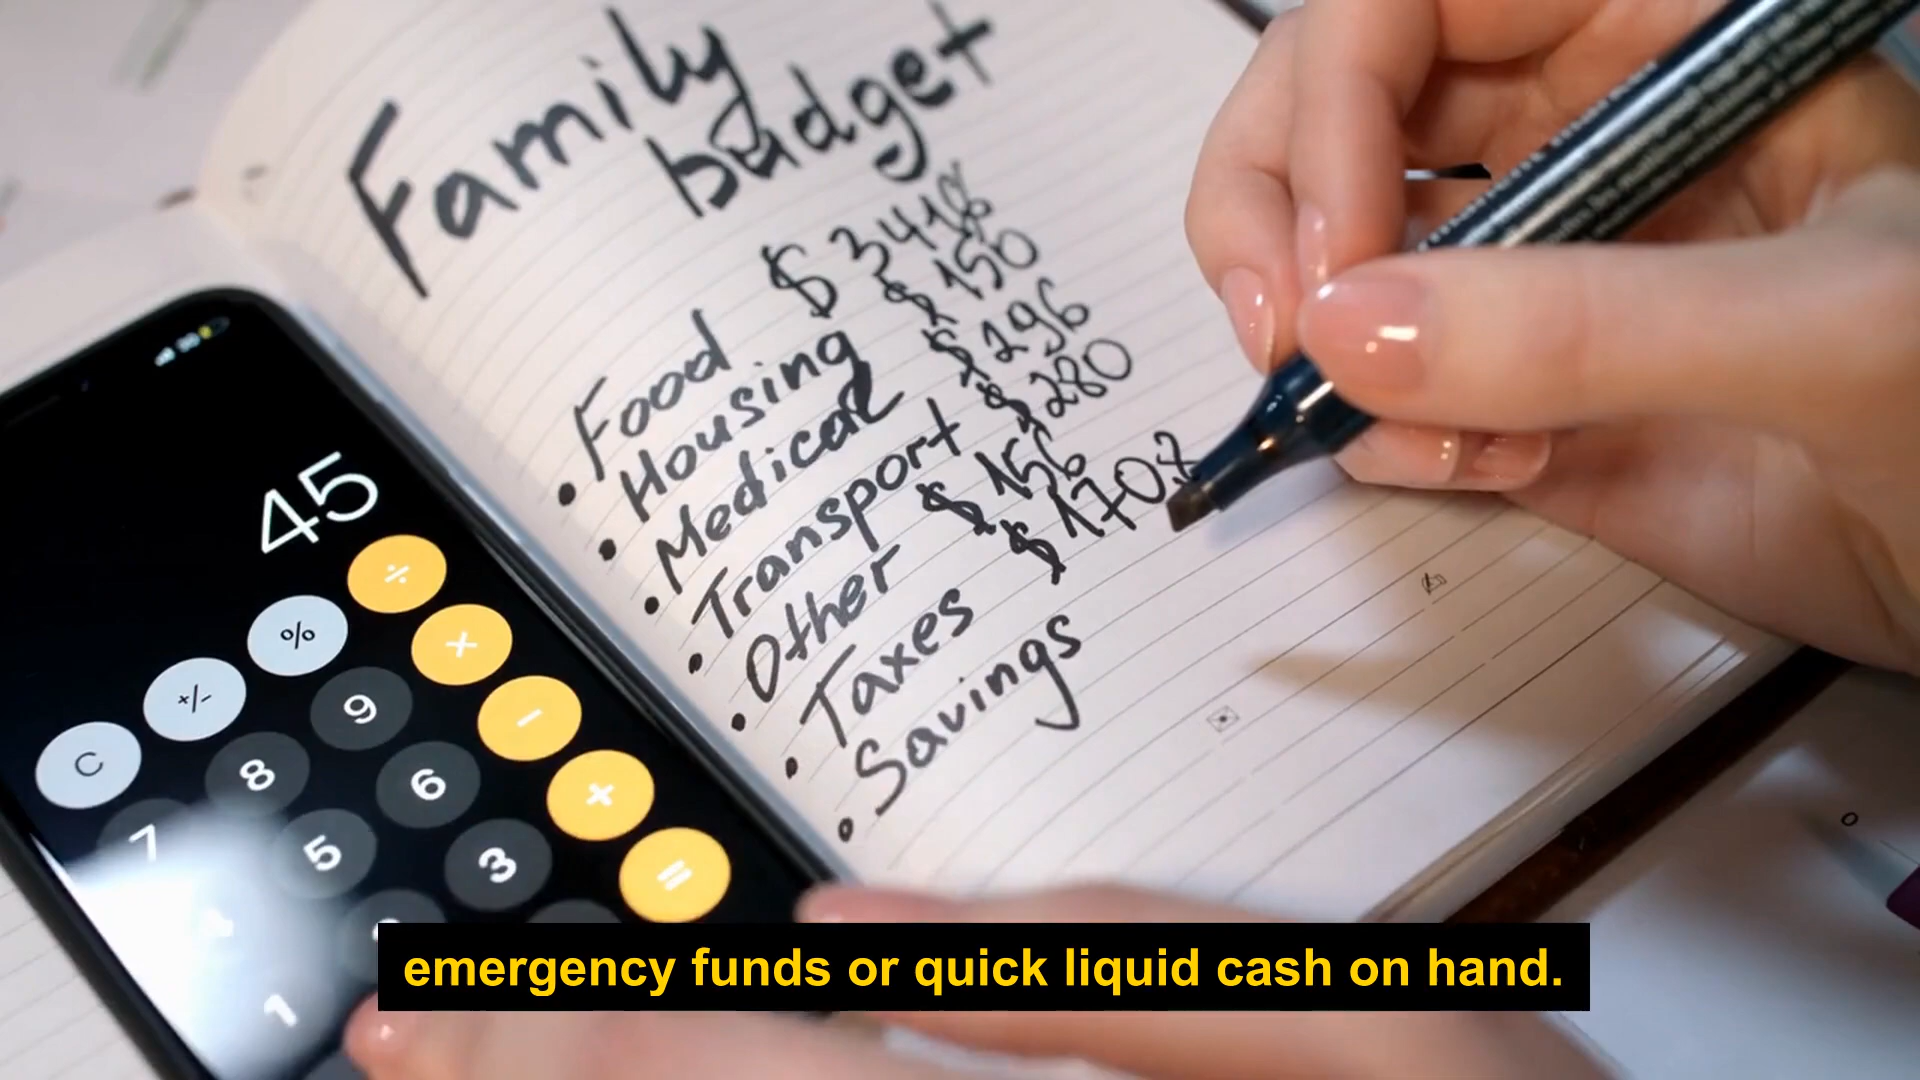 Family
budget
Food $3418
• Housing $150
• Medical $296
• Transport $280
• Other $156
• Taxes $1708
• Savings
45
C +/- % ÷
7 8 9 ×
5 6 −
1 3 +
=
emergency funds or quick liquid cash on hand.